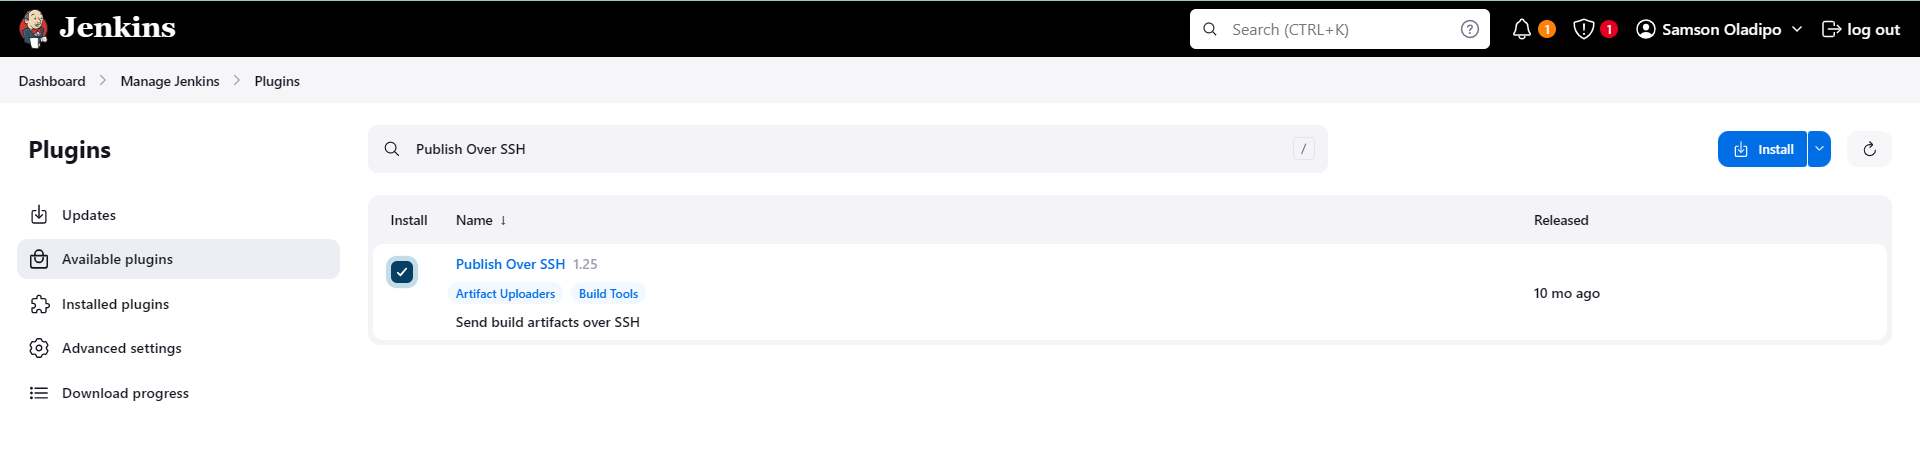 Jenkins
Search (CTRL+K)
1
1
Samson Oladipo
log out
Dashboard
Manage Jenkins
Plugins
Plugins
Publish Over SSH
/
Install
Updates
Available plugins
Installed plugins
Advanced settings
Download progress
Install Name ↓ Released
Publish Over SSH 1.25
Artifact Uploaders Build Tools
Send build artifacts over SSH
10 mo ago